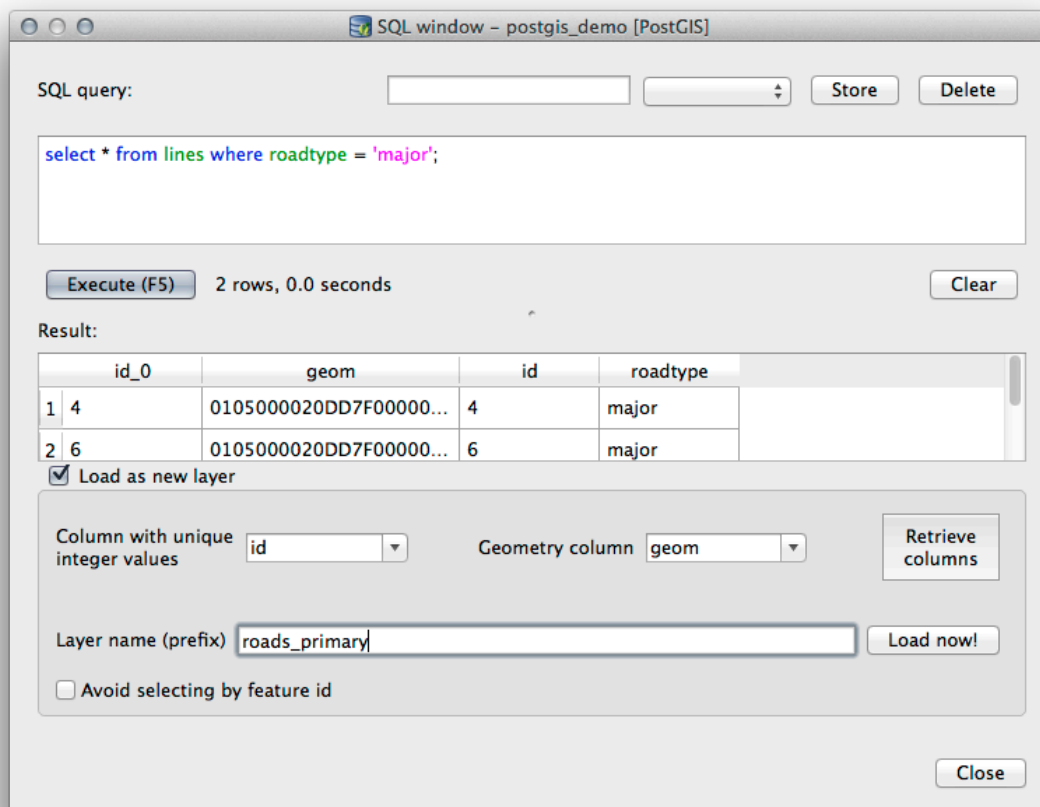 SQL window – postgis_demo [PostGIS]
SQL query:
Store
Delete
select * from lines where roadtype = 'major';
Execute (F5)
2 rows, 0.0 seconds
Clear
Result:
id_0 geom id roadtype
1 4 0105000020DD7F00000... 4 major
2 6 0105000020DD7F00000... 6 major
Load as new layer
Column with unique
integer values
id
Geometry column
geom
Retrieve
columns
Layer name (prefix)
roads_primary
Load now!
Avoid selecting by feature id
Close